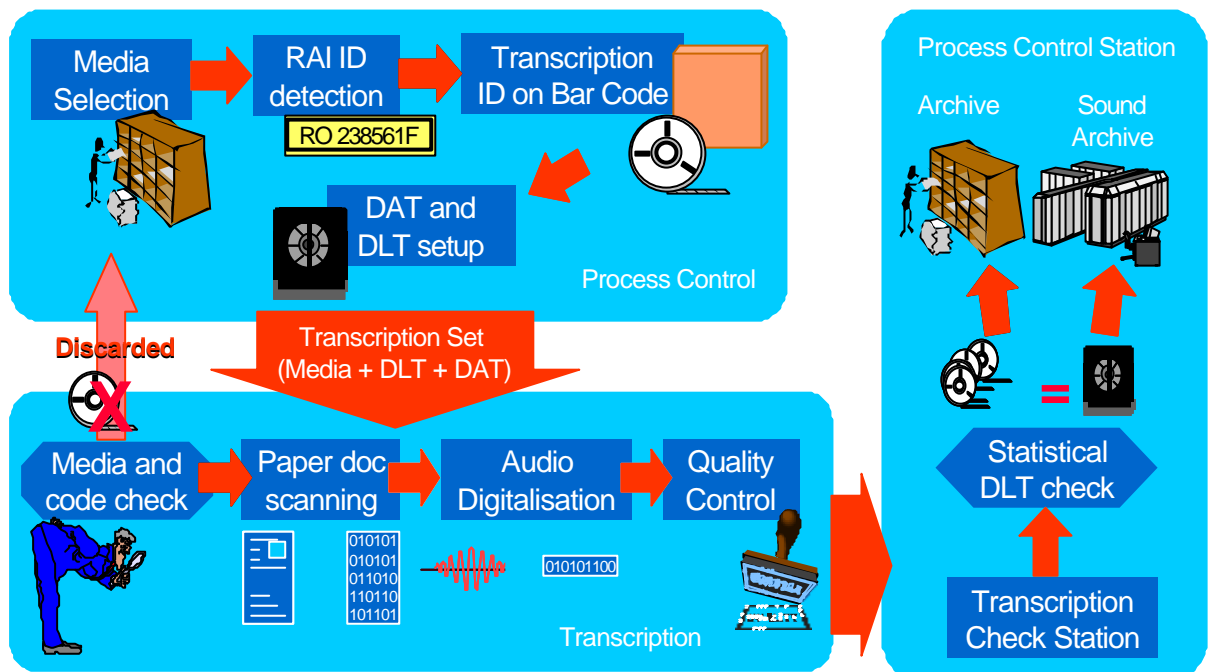 Media
Selection
RAI ID
detection
Transcription
ID on Bar Code
RO 238561F
DAT and
DLT setup
Process Control
Discarded
Transcription Set
(Media + DLT + DAT)
X
Media and
code check
Paper doc
scanning
Audio
Digitalisation
Quality
Control
010101
010101
011010
110110
101101
010101100
Transcription
Process Control Station
Archive
Sound
Archive
=
Statistical
DLT check
Transcription
Check Station